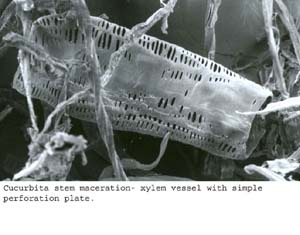 Cucurbita stem maceration- xylem vessel with simple
perforation plate.